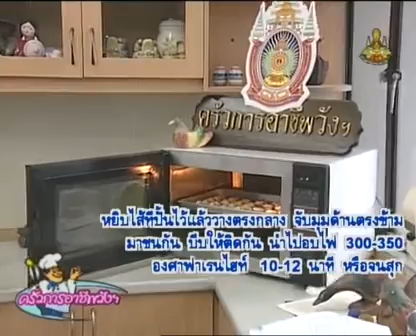 ครัวการอาชีพวังฯ
หยิบไส้ที่ปั้นไว้แล้ววางตรงกลาง จับมุมด้านตรงข้าม
มาชนกัน บีบให้ติดกัน นำไปอบไฟ 300-350
องศาฟาเรนไฮท์ 10-12 นาที หรือจนสุก
ครัวการอาชีพวังฯ